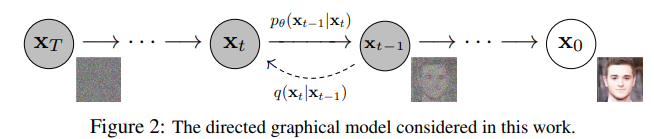 p_θ(x_{t−1}|x_t)
x_T ⟶ ··· ⟶ x_t ⟶ x_{t−1} ⟶ ··· ⟶ x_0
q(x_t|x_{t−1})
Figure 2: The directed graphical model considered in this work.